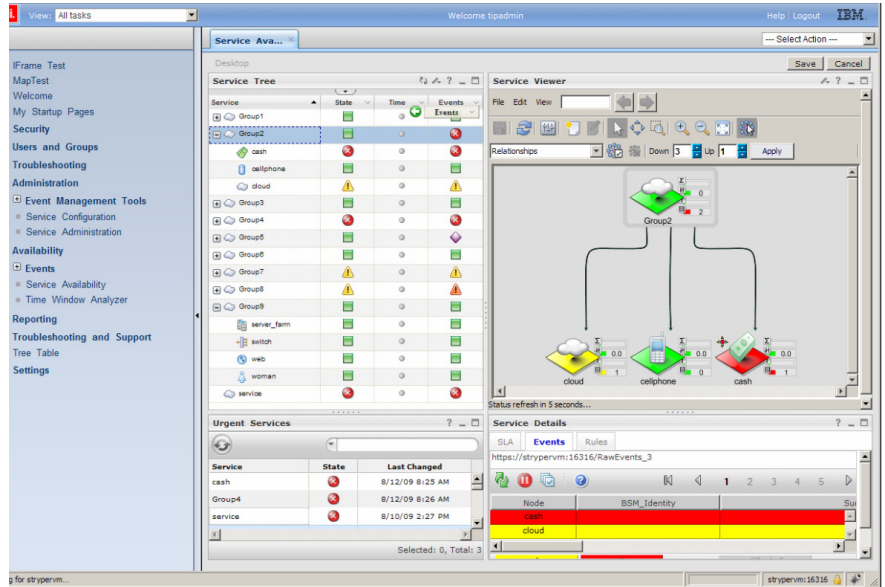 View: All tasks
Welcome tipadmin
Help Logout IBM.
Service Ava...
--- Select Action ---
Desktop
Save Cancel
IFrame Test
MapTest
Welcome
My Startup Pages
Security
Users and Groups
Troubleshooting
Administration
Event Management Tools
Service Configuration
Service Administration
Availability
Events
Service Availability
Time Window Analyzer
Reporting
Troubleshooting and Support
Tree Table
Settings
Service Tree
Service State Time Events
Events
Group1
Group2
cash
cellphone
cloud
Group3
Group4
Group5
Group6
Group7
Group8
Group9
server_farm
switch
web
woman
service
Service Viewer
File Edit View
Relationships Down 3 Up 1 Apply
0
2
Group2
0.0
1
cloud
0.0
0
cellphone
0.0
1
cash
Status refresh in 5 seconds...
Urgent Services
Service State Last Changed
cash 8/12/09 8:25 AM
Group4 8/12/09 8:26 AM
service 8/10/09 2:27 PM
Selected: 0, Total: 3
Service Details
SLA Events Rules
https://strypervm:16316/RawEvents_3
1 2 3 4 5
Node BSM_Identity Su
cash
cloud
g for strypervm...
strypervm:16316